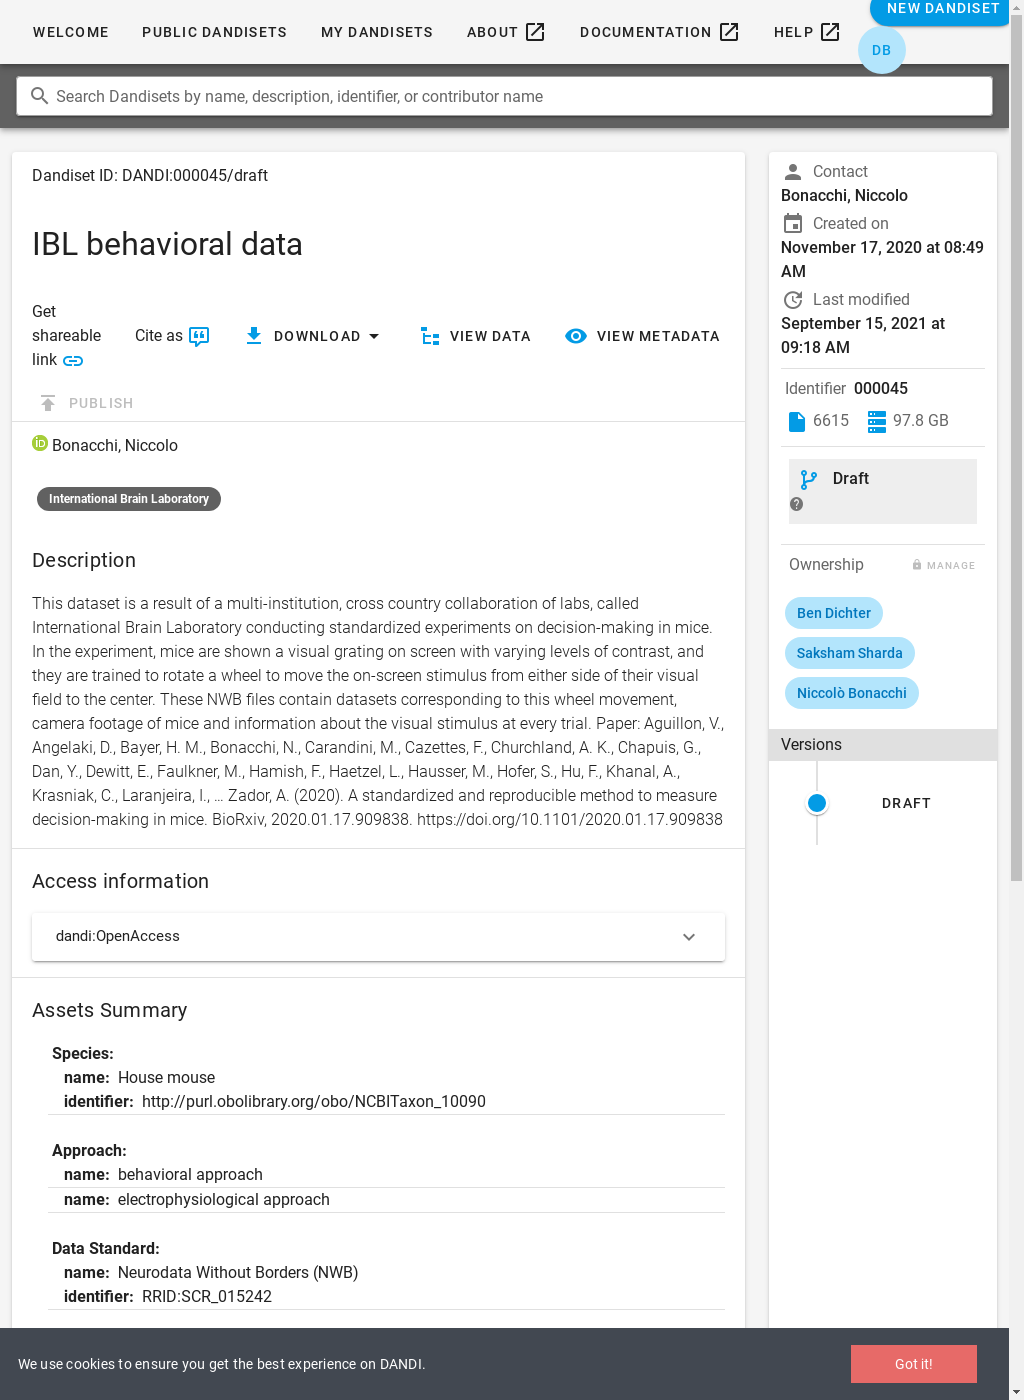 WELCOME PUBLIC DANDISETS MY DANDISETS ABOUT DOCUMENTATION HELP NEW DANDISET
DB
Search Dandisets by name, description, identifier, or contributor name
Dandiset ID: DANDI:000045/draft
IBL behavioral data
Get
shareable
link
Cite as
DOWNLOAD
VIEW DATA
VIEW METADATA
PUBLISH
iD Bonacchi, Niccolo
International Brain Laboratory
Description
This dataset is a result of a multi-institution, cross country collaboration of labs, called
International Brain Laboratory conducting standardized experiments on decision-making in mice.
In the experiment, mice are shown a visual grating on screen with varying levels of contrast, and
they are trained to rotate a wheel to move the on-screen stimulus from either side of their visual
field to the center. These NWB files contain datasets corresponding to this wheel movement,
camera footage of mice and information about the visual stimulus at every trial. Paper: Aguillon, V.,
Angelaki, D., Bayer, H. M., Bonacchi, N., Carandini, M., Cazettes, F., Churchland, A. K., Chapuis, G.,
Dan, Y., Dewitt, E., Faulkner, M., Hamish, F., Haetzel, L., Hausser, M., Hofer, S., Hu, F., Khanal, A.,
Krasniak, C., Laranjeira, I., … Zador, A. (2020). A standardized and reproducible method to measure
decision-making in mice. BioRxiv, 2020.01.17.909838. https://doi.org/10.1101/2020.01.17.909838
Access information
dandi:OpenAccess
Assets Summary
Species:
name: House mouse
identifier: http://purl.obolibrary.org/obo/NCBITaxon_10090
Approach:
name: behavioral approach
name: electrophysiological approach
Data Standard:
name: Neurodata Without Borders (NWB)
identifier: RRID:SCR_015242
Contact
Bonacchi, Niccolo
Created on
November 17, 2020 at 08:49
AM
Last modified
September 15, 2021 at
09:18 AM
Identifier 000045
6615 97.8 GB
Draft
?
Ownership MANAGE
Ben Dichter
Saksham Sharda
Niccolò Bonacchi
Versions
DRAFT
We use cookies to ensure you get the best experience on DANDI.
Got it!